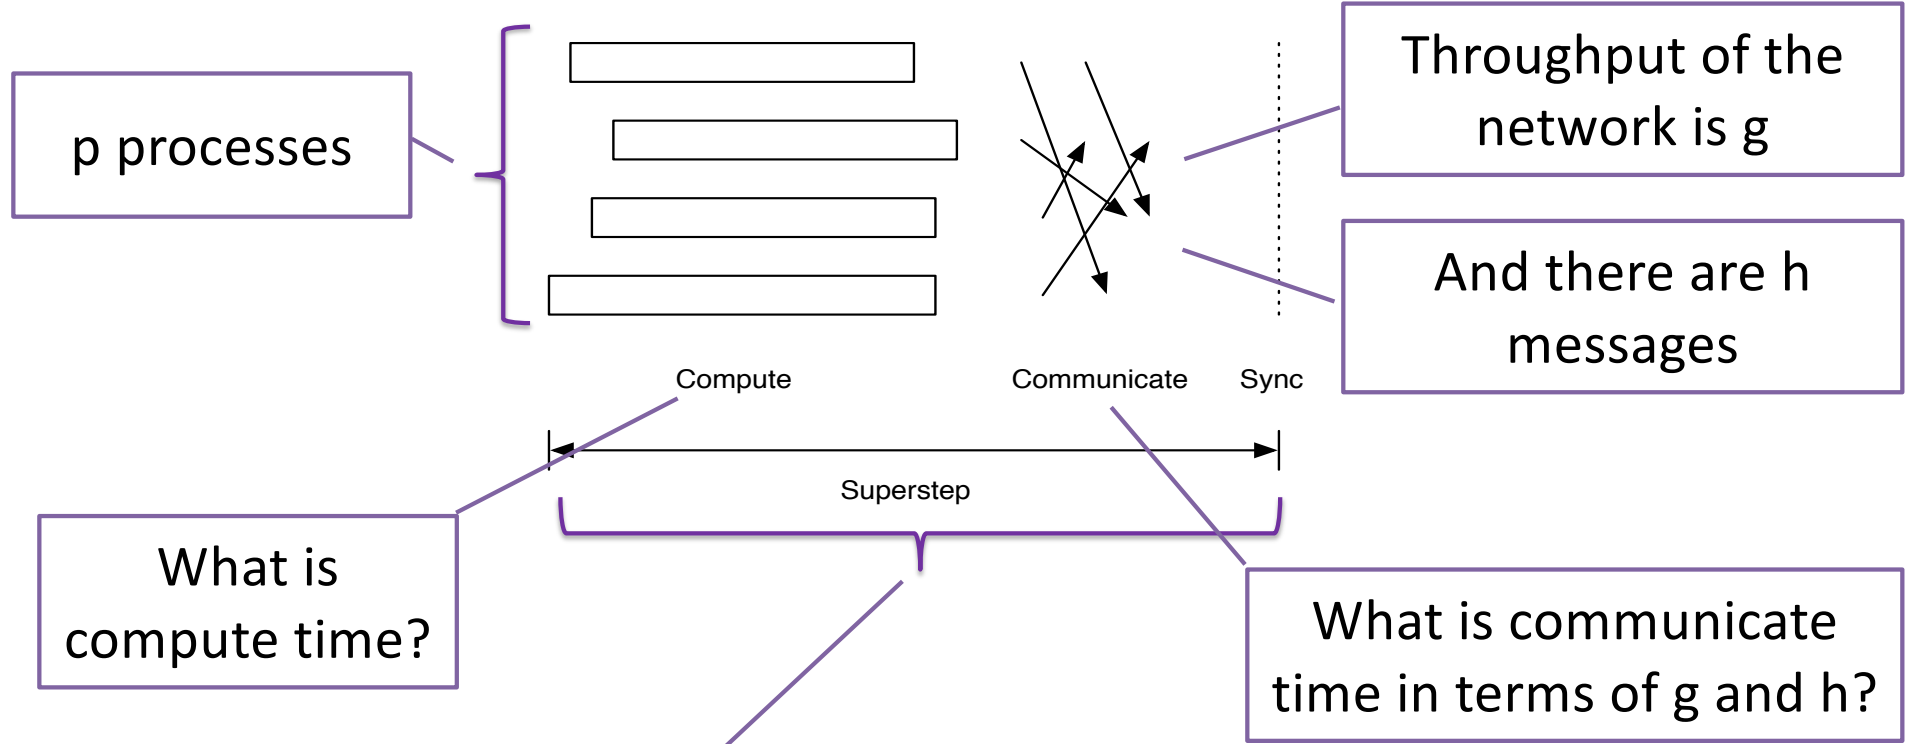 p processes
Throughput of the
network is g
And there are h
messages
Compute
Communicate
Sync
Superstep
What is
compute time?
What is communicate
time in terms of g and h?